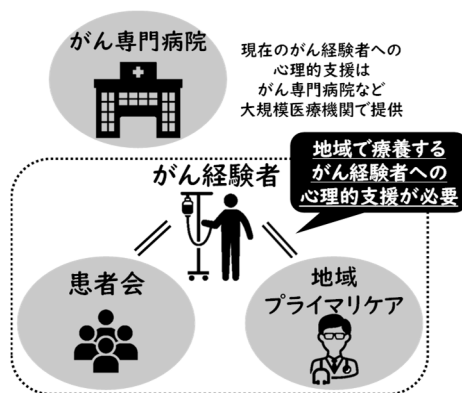 がん専門病院
現在のがん経験者への
心理的支援は
がん専門病院など
大規模医療機関で提供
地域で療養する
がん経験者への
心理的支援が必要
がん経験者
患者会
地域
プライマリケア